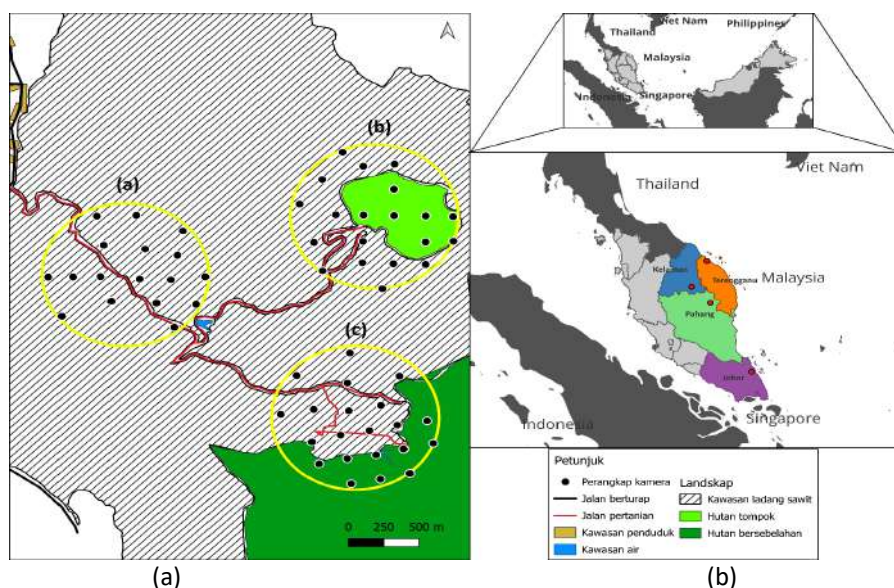 Viet Nam
Philippines
Thailand
Malaysia
Singapore
Indonesia
(b)
(a)
(c)
0 250 500 m
Viet Nam
Thailand
Kelantan
Terengganu
Malaysia
Pahang
Johor
Singapore
Indonesia
Petunjuk
Perangkap kamera
Jalan berturap
Jalan pertanian
Kawasan penduduk
Kawasan air
Landskap
Kawasan ladang sawit
Hutan tompok
Hutan bersebelahan
(a)
(b)